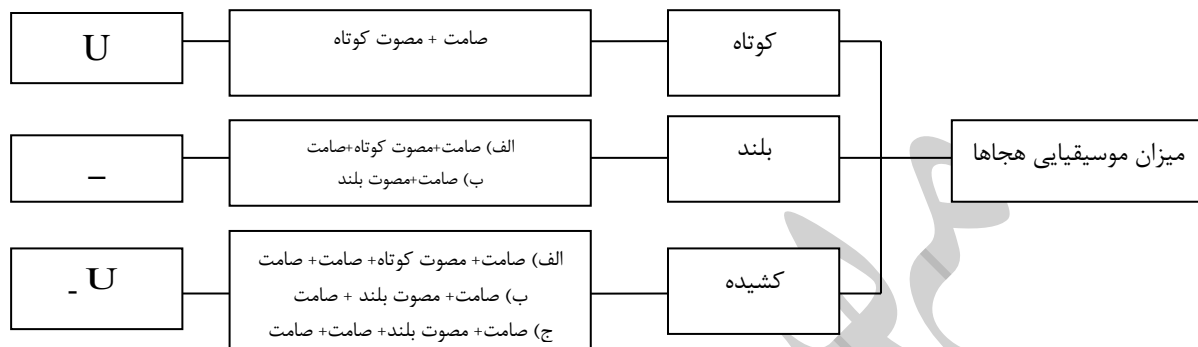 میزان موسیقیایی هجاها
کوتاه
صامت + مصوت کوتاه
U
بلند
الف) صامت+مصوت کوتاه+صامت
ب) صامت+مصوت بلند
–
کشیده
الف) صامت+ مصوت کوتاه+ صامت+ صامت
ب) صامت+ مصوت بلند + صامت
ج) صامت+ مصوت بلند+ صامت+ صامت
- U